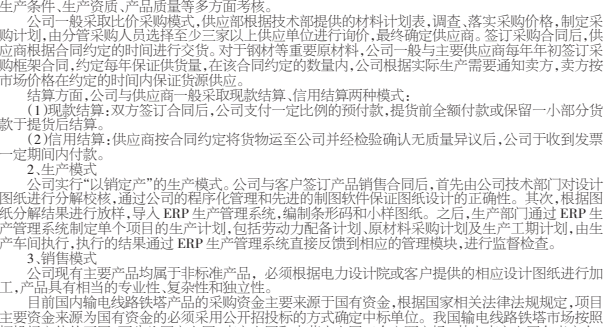 生产条件、生产资质、产品质量等多方面考核。
公司一般采取比价采购模式,供应部根据技术部提供的材料计划表,调查、落实采购价格,制定采
购计划,由分管采购人员选择至少三家以上供应单位进行询价,最终确定供应商。签订采购合同后,供
应商根据合同约定的时间进行交货。对于钢材等重要原材料,公司一般与主要供应商每年年初签订采
购框架合同,约定每年保证供货量,在该合同约定的数量内,公司根据实际生产需要通知卖方,卖方按
市场价格在约定的时间内保证货源供应。
结算方面,公司与供应商一般采取现款结算、信用结算两种模式:
(1)现款结算:双方签订合同后,公司支付一定比例的预付款,提货前全额付款或保留一小部分货
款于提货后结算。
(2)信用结算:供应商按合同约定将货物运至公司并经检验确认无质量异议后,公司于收到发票
一定期间内付款。
2、生产模式
公司实行“以销定产”的生产模式。公司与客户签订产品销售合同后,首先由公司技术部门对设计
图纸进行分解校核,通过公司的程序化管理和先进的制图软件保证图纸设计的正确性。其次,根据图
纸分解结果进行放样,导入 ERP 生产管理系统,编制条形码和小样图纸。之后,生产部门通过 ERP 生
产管理系统制定单个项目的生产计划,包括劳动力配备计划、原材料采购计划及生产工期计划,由生
产车间执行,执行的结果通过 ERP 生产管理系统直接反馈到相应的管理模块,进行监督检查。
3、销售模式
公司现有主要产品均属于非标准产品，必须根据电力设计院或客户提供的相应设计图纸进行加
工,产品具有相当的专业性、复杂性和独立性。
目前国内输电线路铁塔产品的采购资金主要来源于国有资金,根据国家相关法律法规规定,项目
主要资金来源为国有资金的必须采用公开招投标的方式确定中标单位。我国输电线路铁塔市场按照